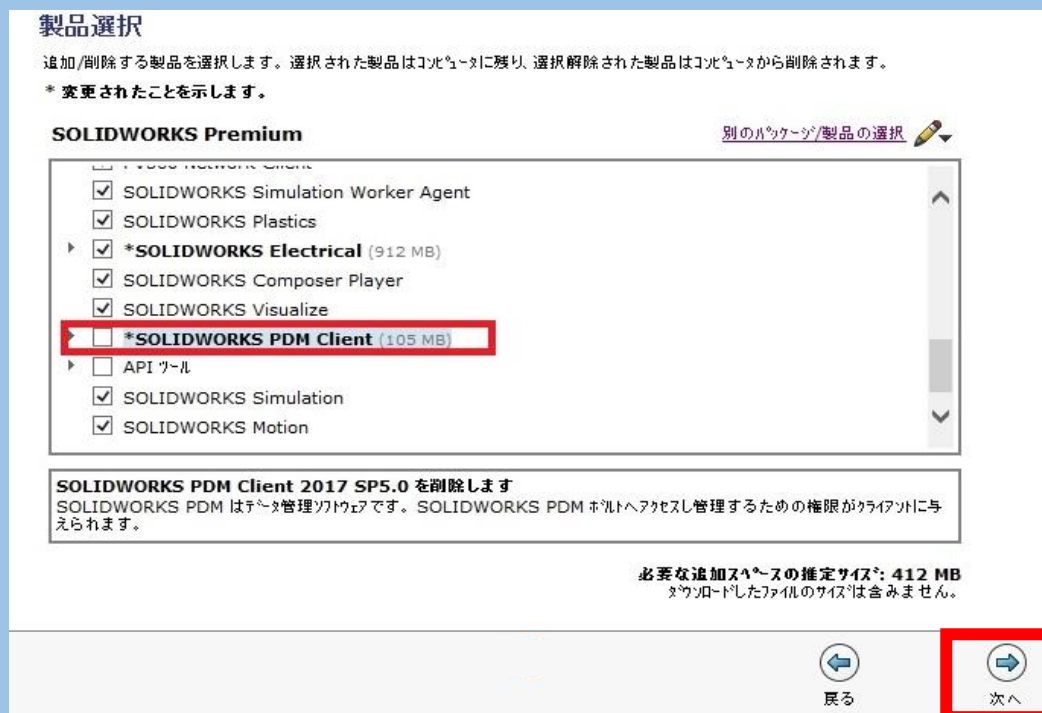 製品選択
追加/削除する製品を選択します。選択された製品はｺﾝﾋﾟｭｰﾀに残り、選択解除された製品はｺﾝﾋﾟｭｰﾀから削除されます。
* 変更されたことを示します。
SOLIDWORKS Premium
別のﾊﾟｯｹｰｼﾞ/製品の選択
SOLIDWORKS Simulation Worker Agent
SOLIDWORKS Plastics
*SOLIDWORKS Electrical (912 MB)
SOLIDWORKS Composer Player
SOLIDWORKS Visualize
*SOLIDWORKS PDM Client (105 MB)
API ﾂｰﾙ
SOLIDWORKS Simulation
SOLIDWORKS Motion
SOLIDWORKS PDM Client 2017 SP5.0 を削除します
SOLIDWORKS PDM はﾃﾞｰﾀ管理ｿﾌﾄｳｪｱです。SOLIDWORKS PDM ﾎﾞﾙﾄへｱｸｾｽし管理するための権限がｸﾗｲｱﾝﾄに与
えられます。
必要な追加ｽﾍﾟｰｽの推定ｻｲｽﾞ: 412 MB
ﾀﾞｳﾝﾛｰﾄﾞしたﾌｧｲﾙのｻｲｽﾞは含みません。
戻る
次へ